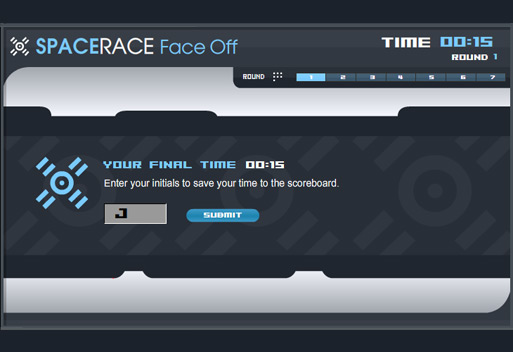 SPACERACE Face Off
TIME 00:15
ROUND 1
ROUND 1 2 3 4 5 6 7
YOUR FINAL TIME 00:15
Enter your initials to save your time to the scoreboard.
J
SUBMIT